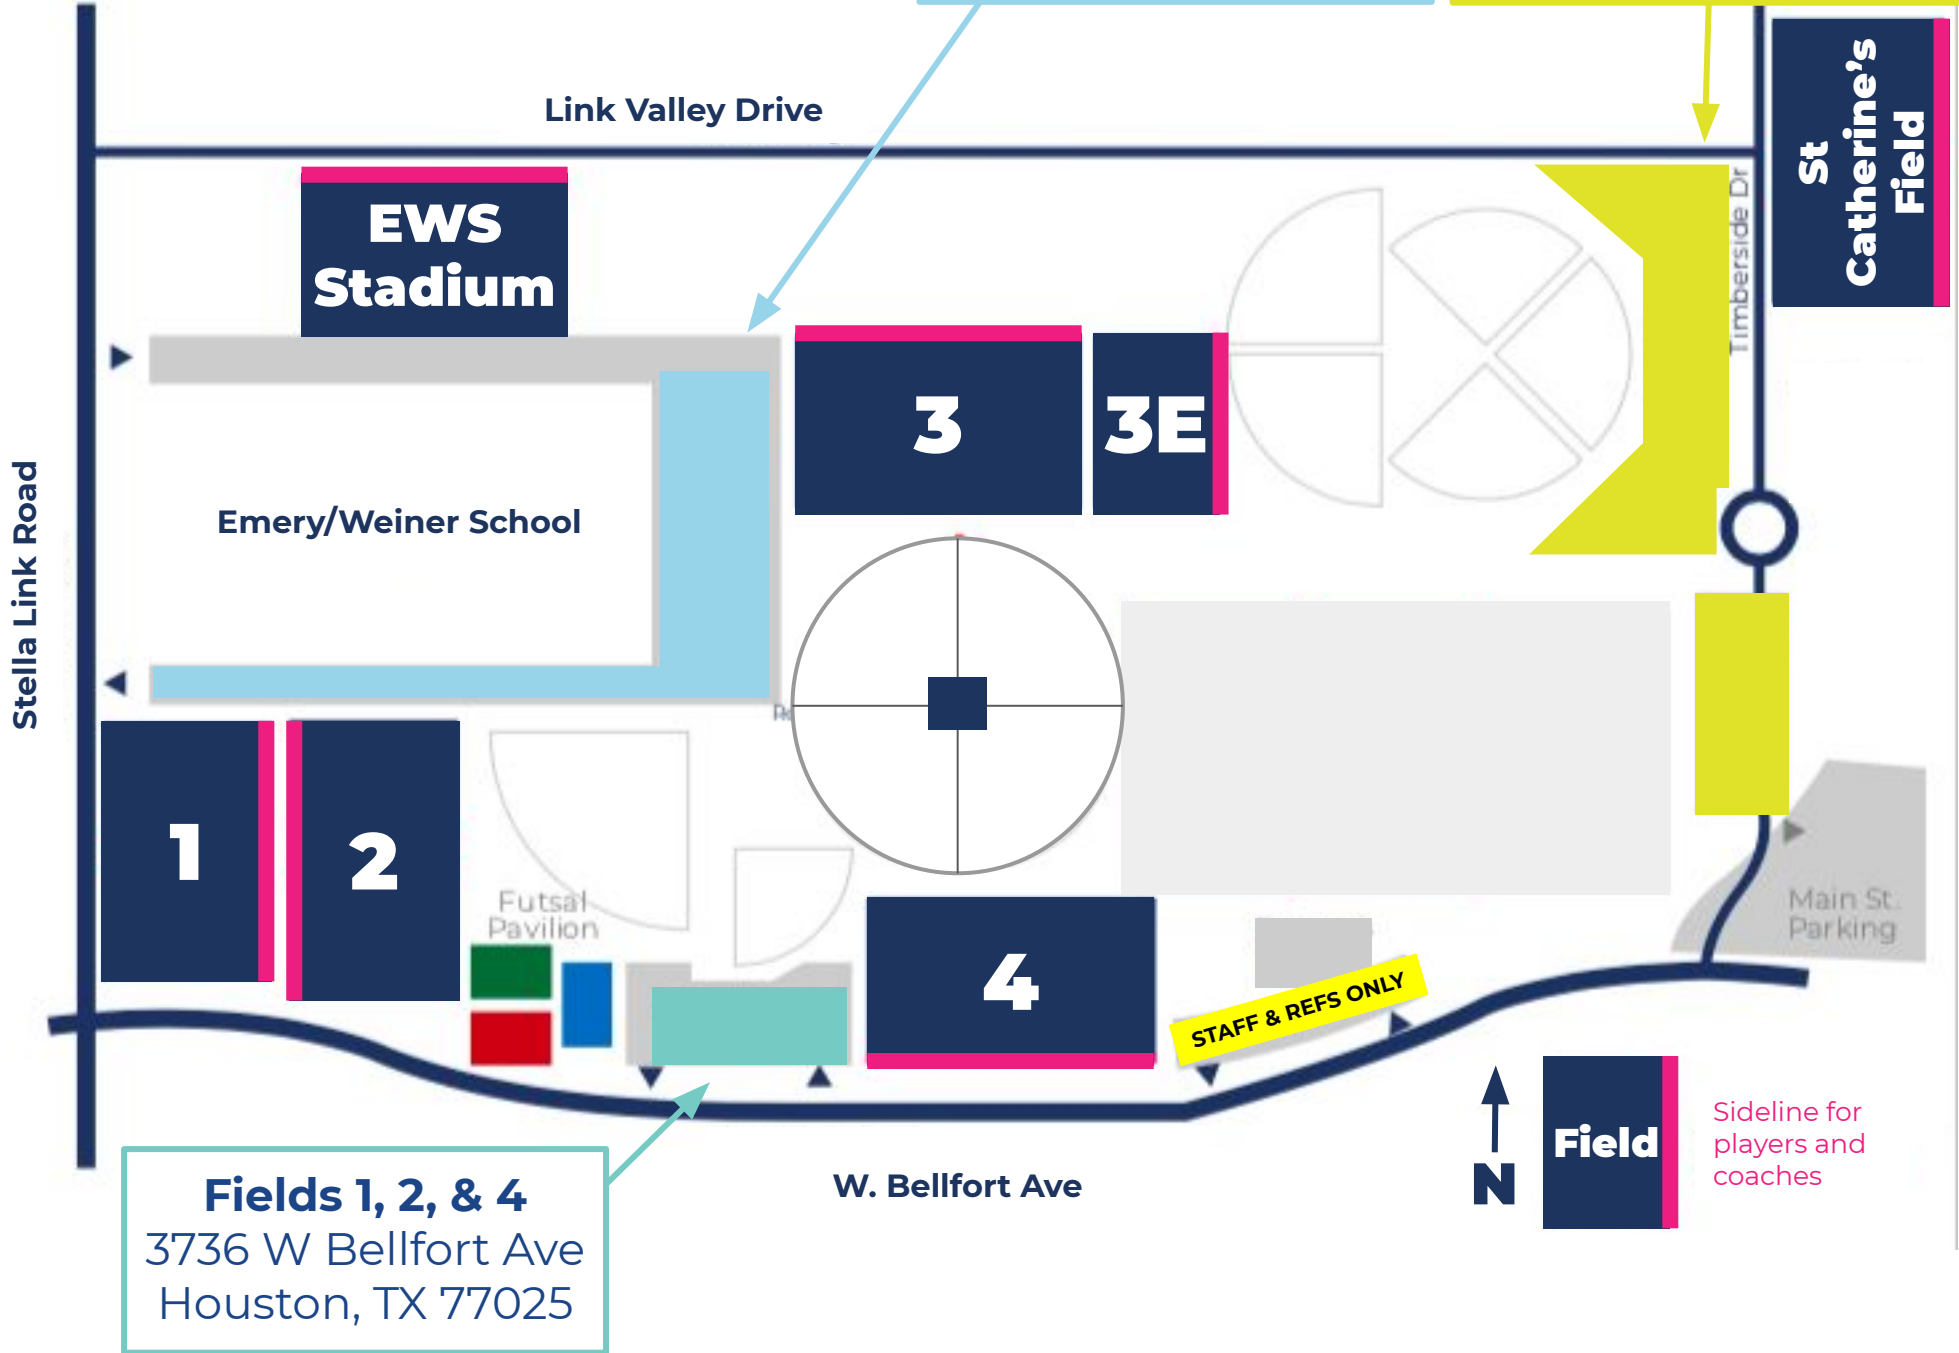 Link Valley Drive
St
Catherine's
Field
EWS
Stadium
Timberside Dr
3
3E
Stella Link Road
Emery/Weiner School
1
2
Futsal
Pavilion
4
Main St.
Parking
STAFF & REFS ONLY
Fields 1, 2, & 4
3736 W Bellfort Ave
Houston, TX 77025
W. Bellfort Ave
N
Field
Sideline for
players and
coaches